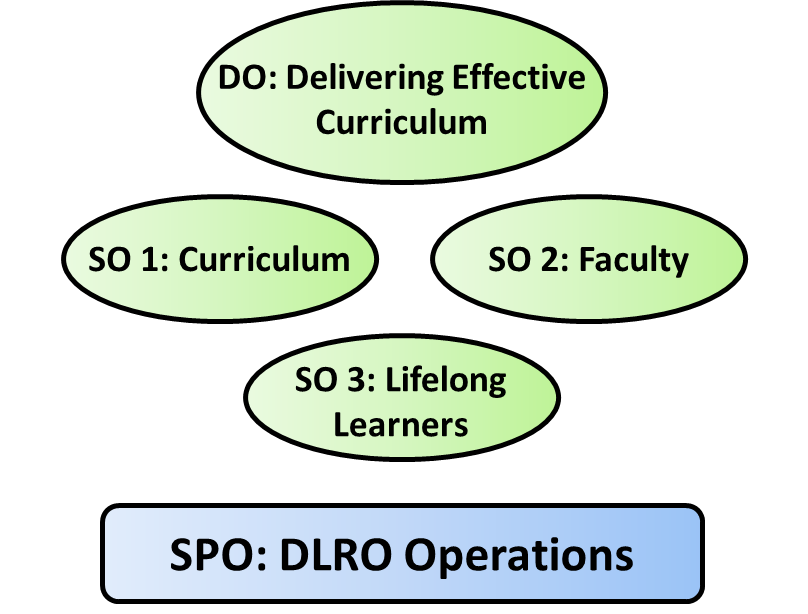 DO: Delivering Effective
Curriculum
SO 1: Curriculum
SO 2: Faculty
SO 3: Lifelong
Learners
SPO: DLRO Operations